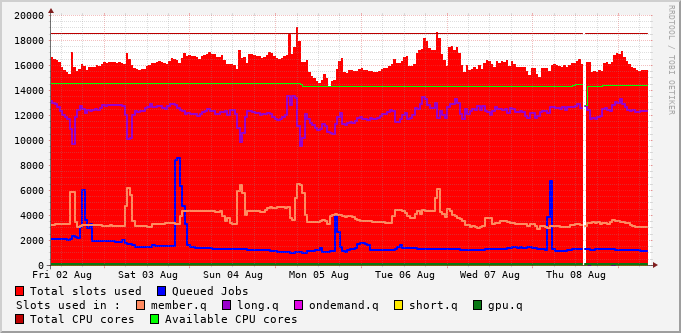 20000
18000
16000
14000
12000
10000
8000
6000
4000
2000
0
Fri 02 Aug Sat 03 Aug Sun 04 Aug Mon 05 Aug Tue 06 Aug Wed 07 Aug Thu 08 Aug
Total slots used Queued Jobs
Slots used in : member.q long.q ondemand.q short.q gpu.q
Total CPU cores Available CPU cores
RRDTOOL / TOBI OETIKER